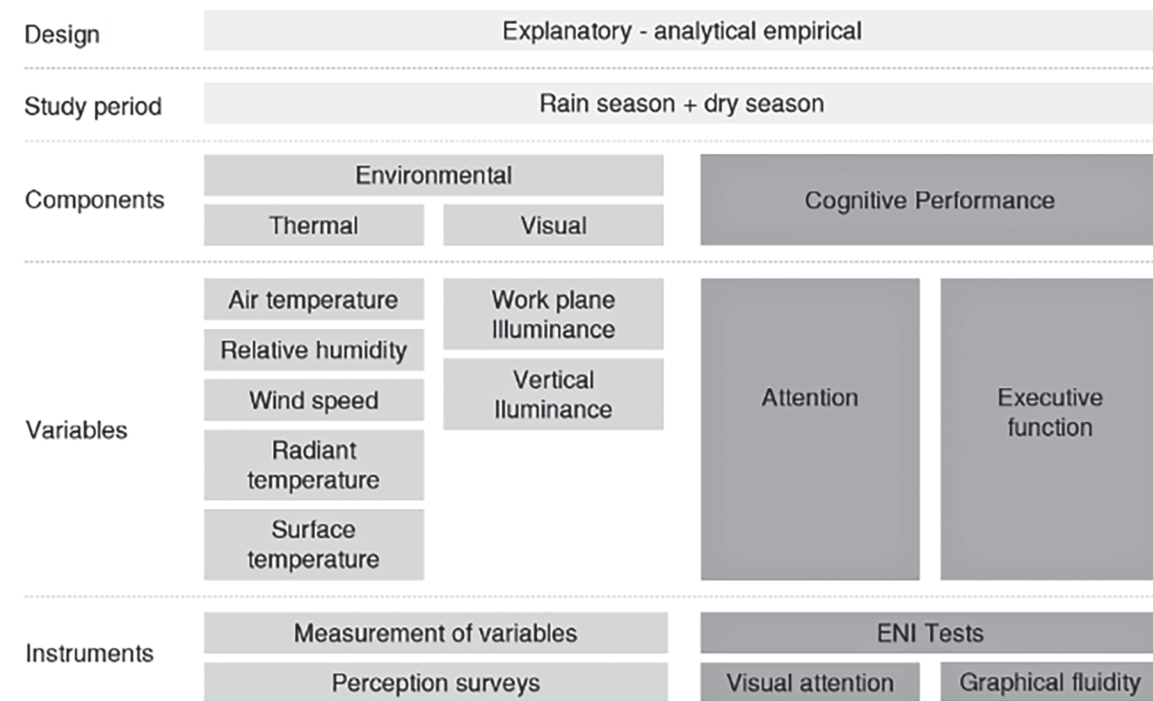 Design
Explanatory - analytical empirical
Study period
Rain season + dry season
Components
Environmental
Thermal
Visual
Cognitive Performance
Variables
Air temperature
Relative humidity
Wind speed
Radiant
temperature
Surface
temperature
Work plane
Illuminance
Vertical
Iluminance
Attention
Executive
function
Instruments
Measurement of variables
Perception surveys
ENI Tests
Visual attention
Graphical fluidity